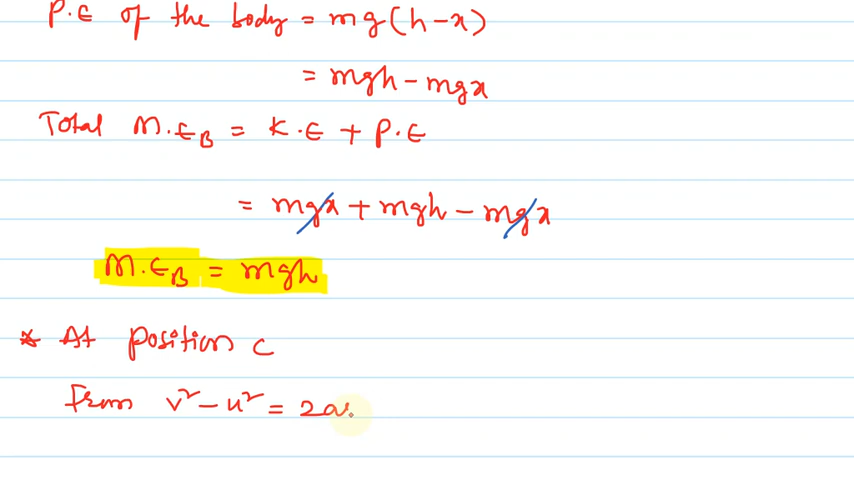 P.E of the body = mg(h-x)
= mgh - mgx
Total M.E_B = K.E + P.E
= mgx + mgh - mgx
M.E_B = mgh
* At position C
From v² - u² = 2a